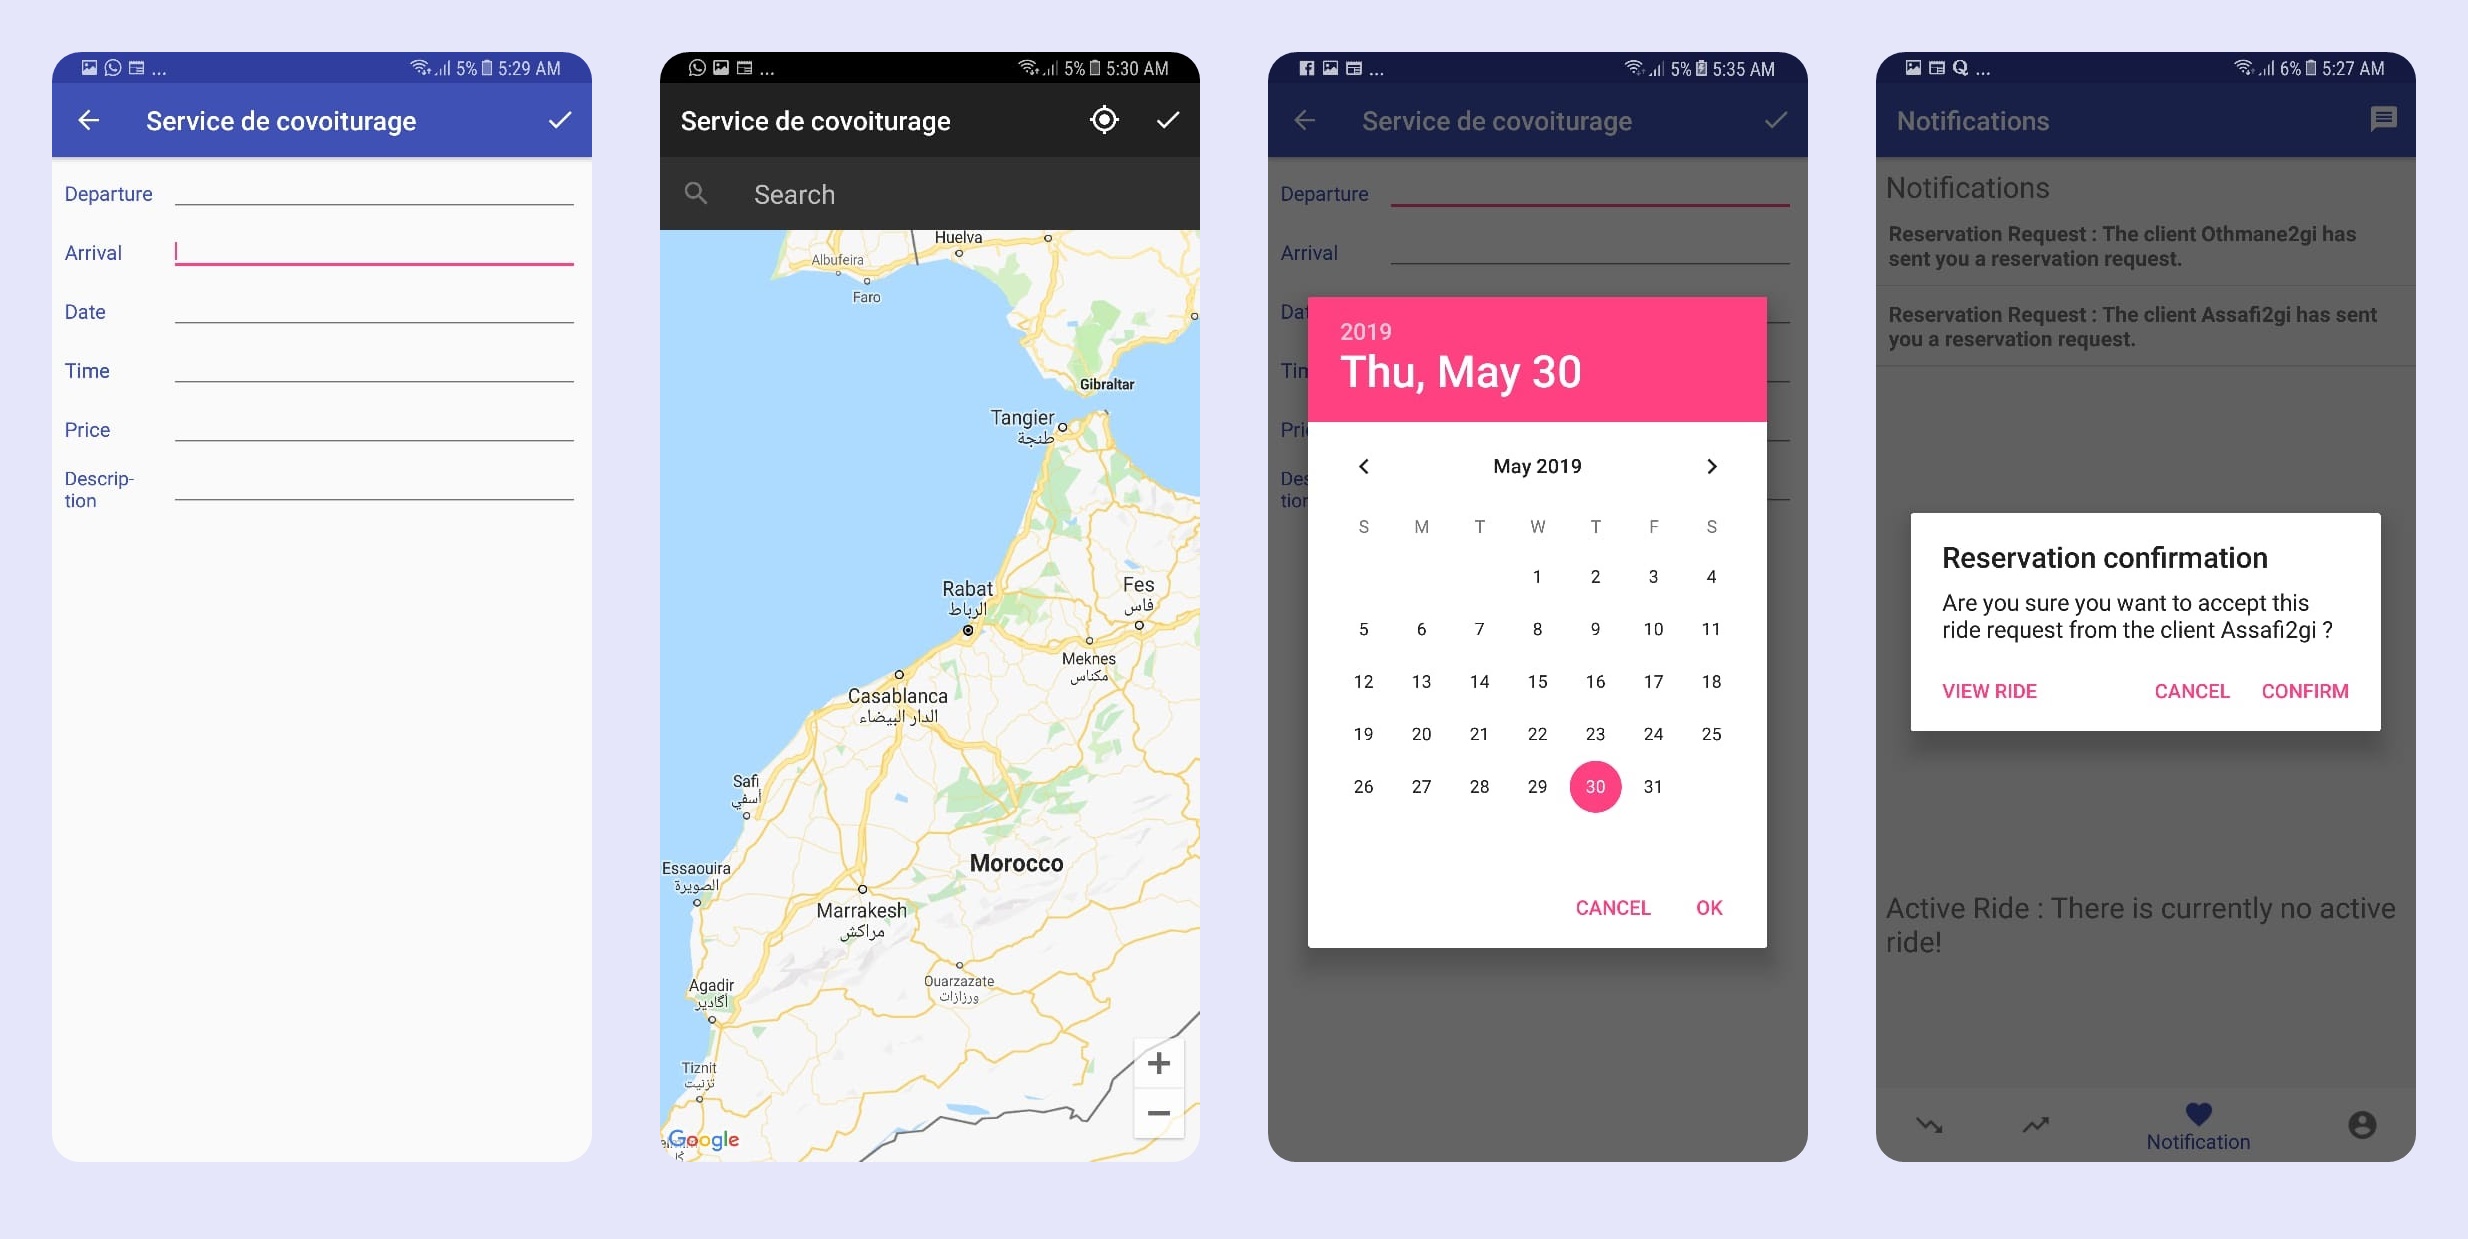 ... 5% 5:29 AM
Service de covoiturage
Departure
Arrival
Date
Time
Price
Descrip-
tion
... 5% 5:30 AM
Service de covoiturage
Search
Huelva
Albufeira
Faro
Gibraltar
Tangier
طنجة
Rabat
الرباط
Fes
فاس
Meknes
مكناس
Casablanca
الدار البيضاء
Safi
أسفي
Essaouira
الصويرة
Morocco
Marrakesh
مراكش
Ouarzazate
ورزازات
Agadir
أكادير
Tiznit
تزنيت
+
−
Google
... 5% 5:35 AM
Service de covoiturage
Departure
Arrival
2019
Thu, May 30
May 2019
S M T W T F S
1 2 3 4
5 6 7 8 9 10 11
12 13 14 15 16 17 18
19 20 21 22 23 24 25
26 27 28 29 30 31
CANCEL OK
... 6% 5:27 AM
Notifications
Notifications
Reservation Request : The client Othmane2gi has
sent you a reservation request.
Reservation Request : The client Assafi2gi has sent
you a reservation request.
Reservation confirmation
Are you sure you want to accept this
ride request from the client Assafi2gi ?
VIEW RIDE CANCEL CONFIRM
Active Ride : There is currently no active
ride!
Notification